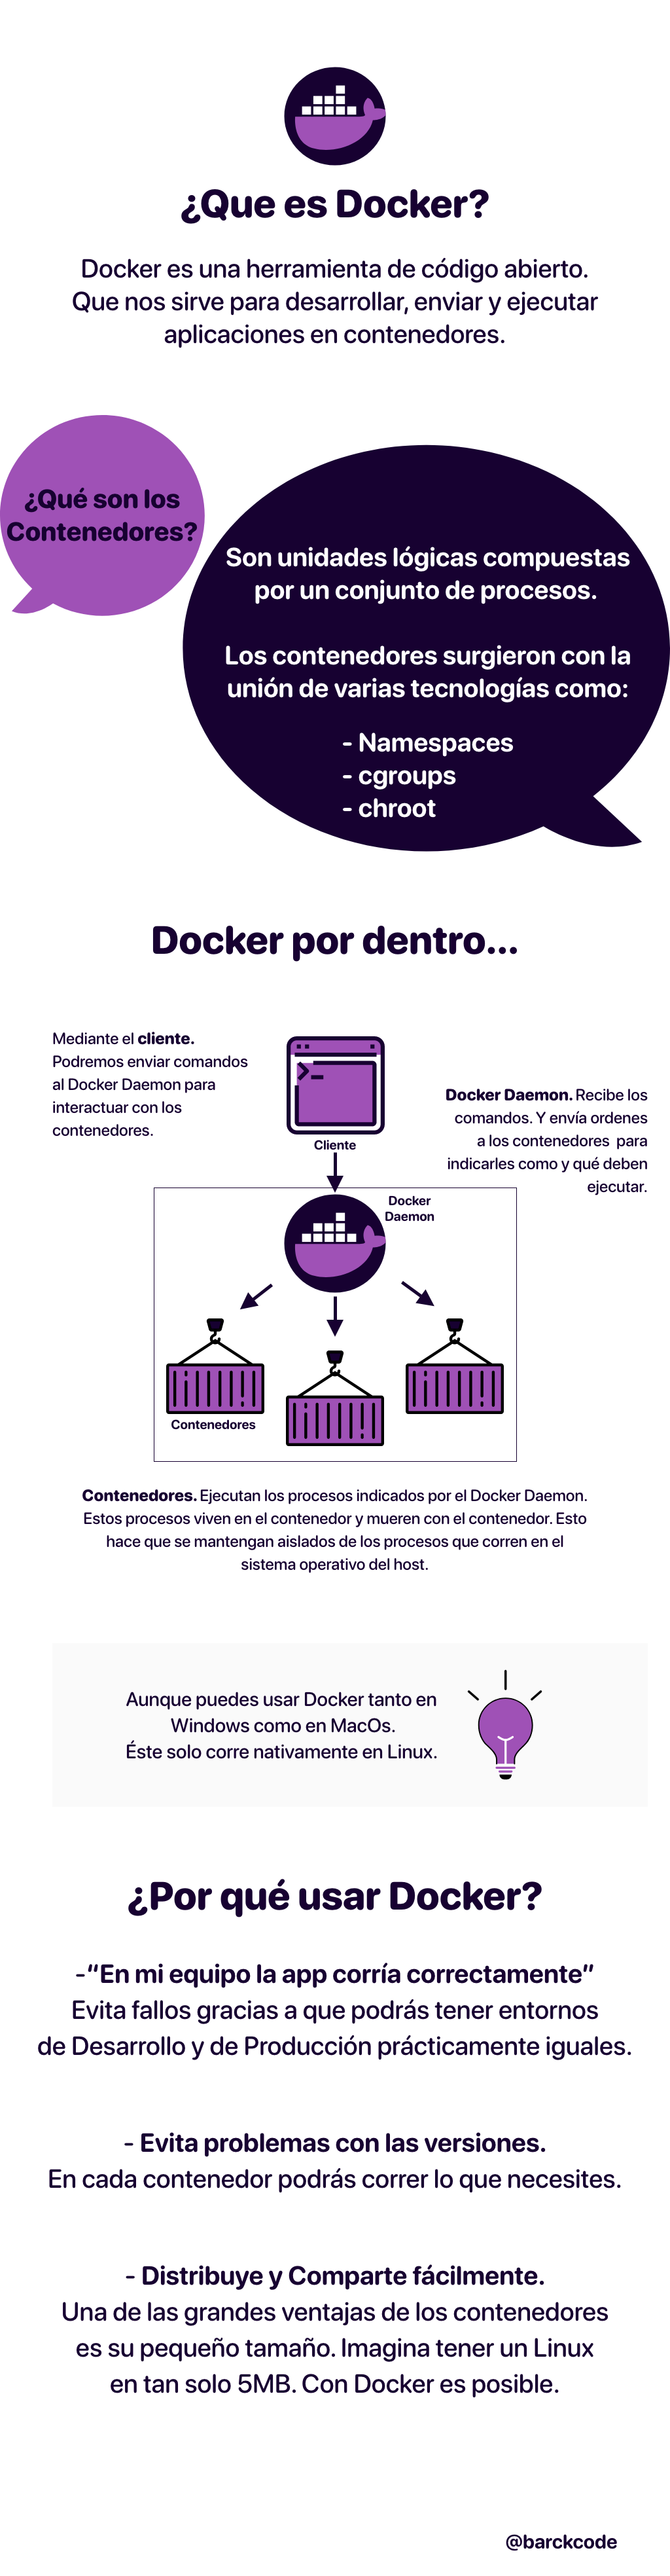 ¿Que es Docker?
Docker es una herramienta de código abierto.
Que nos sirve para desarrollar, enviar y ejecutar
aplicaciones en contenedores.
¿Qué son los
Contenedores?
Son unidades lógicas compuestas
por un conjunto de procesos.
Los contenedores surgieron con la
unión de varias tecnologías como:
- Namespaces
- cgroups
- chroot
Docker por dentro...
Mediante el cliente.
Podremos enviar comandos
al Docker Daemon para
interactuar con los
contenedores.
Cliente
Docker Daemon. Recibe los
comandos. Y envía ordenes
a los contenedores para
indicarles como y qué deben
ejecutar.
Docker
Daemon
Contenedores
Contenedores. Ejecutan los procesos indicados por el Docker Daemon.
Estos procesos viven en el contenedor y mueren con el contenedor. Esto
hace que se mantengan aislados de los procesos que corren en el
sistema operativo del host.
Aunque puedes usar Docker tanto en
Windows como en MacOs.
Éste solo corre nativamente en Linux.
¿Por qué usar Docker?
-“En mi equipo la app corría correctamente”
Evita fallos gracias a que podrás tener entornos
de Desarrollo y de Producción prácticamente iguales.
- Evita problemas con las versiones.
En cada contenedor podrás correr lo que necesites.
- Distribuye y Comparte fácilmente.
Una de las grandes ventajas de los contenedores
es su pequeño tamaño. Imagina tener un Linux
en tan solo 5MB. Con Docker es posible.
@barckcode